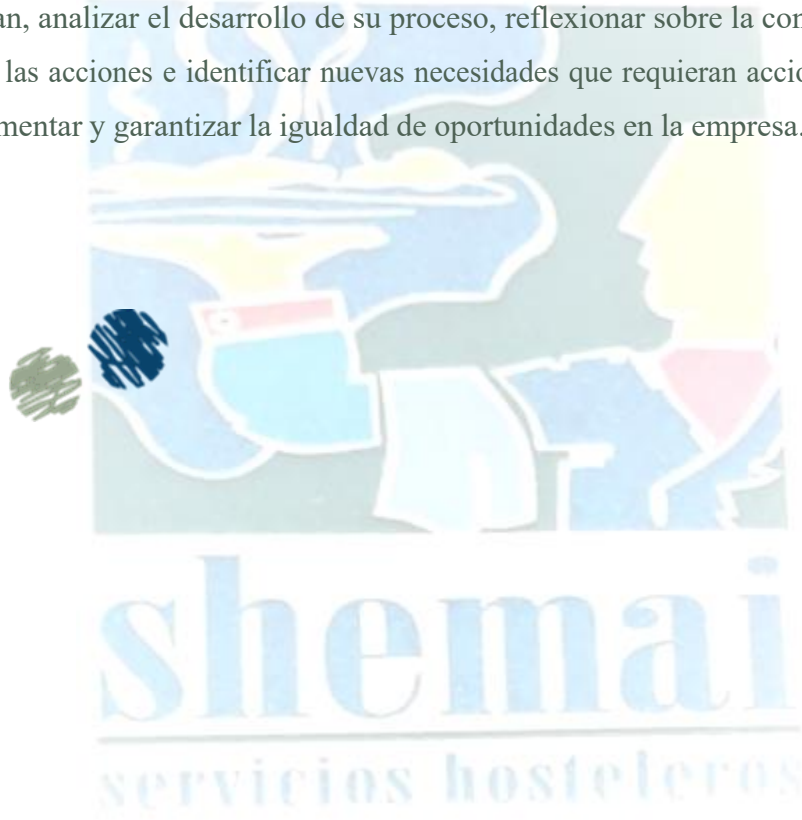 an, analizar el desarrollo de su proceso, reflexionar sobre la con
las acciones e identificar nuevas necesidades que requieran accio
mentar y garantizar la igualdad de oportunidades en la empresa.
shemai
servicios hosteleros